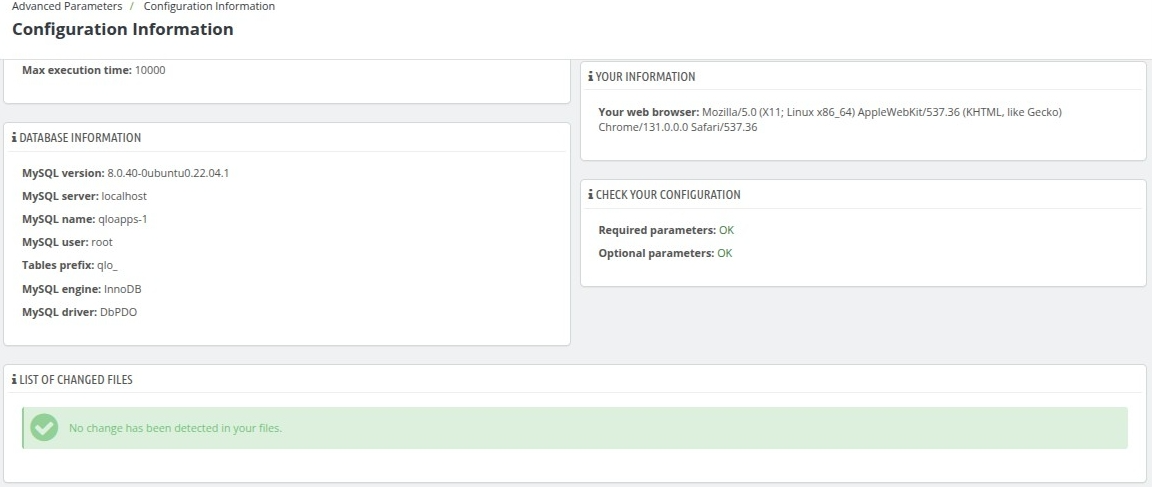 Advanced Parameters / Configuration Information
Configuration Information
Max execution time: 10000
DATABASE INFORMATION
MySQL version: 8.0.40-0ubuntu0.22.04.1
MySQL server: localhost
MySQL name: qloapps-1
MySQL user: root
Tables prefix: qlo_
MySQL engine: InnoDB
MySQL driver: DbPDO
YOUR INFORMATION
Your web browser: Mozilla/5.0 (X11; Linux x86_64) AppleWebKit/537.36 (KHTML, like Gecko)
Chrome/131.0.0.0 Safari/537.36
CHECK YOUR CONFIGURATION
Required parameters: OK
Optional parameters: OK
LIST OF CHANGED FILES
No change has been detected in your files.